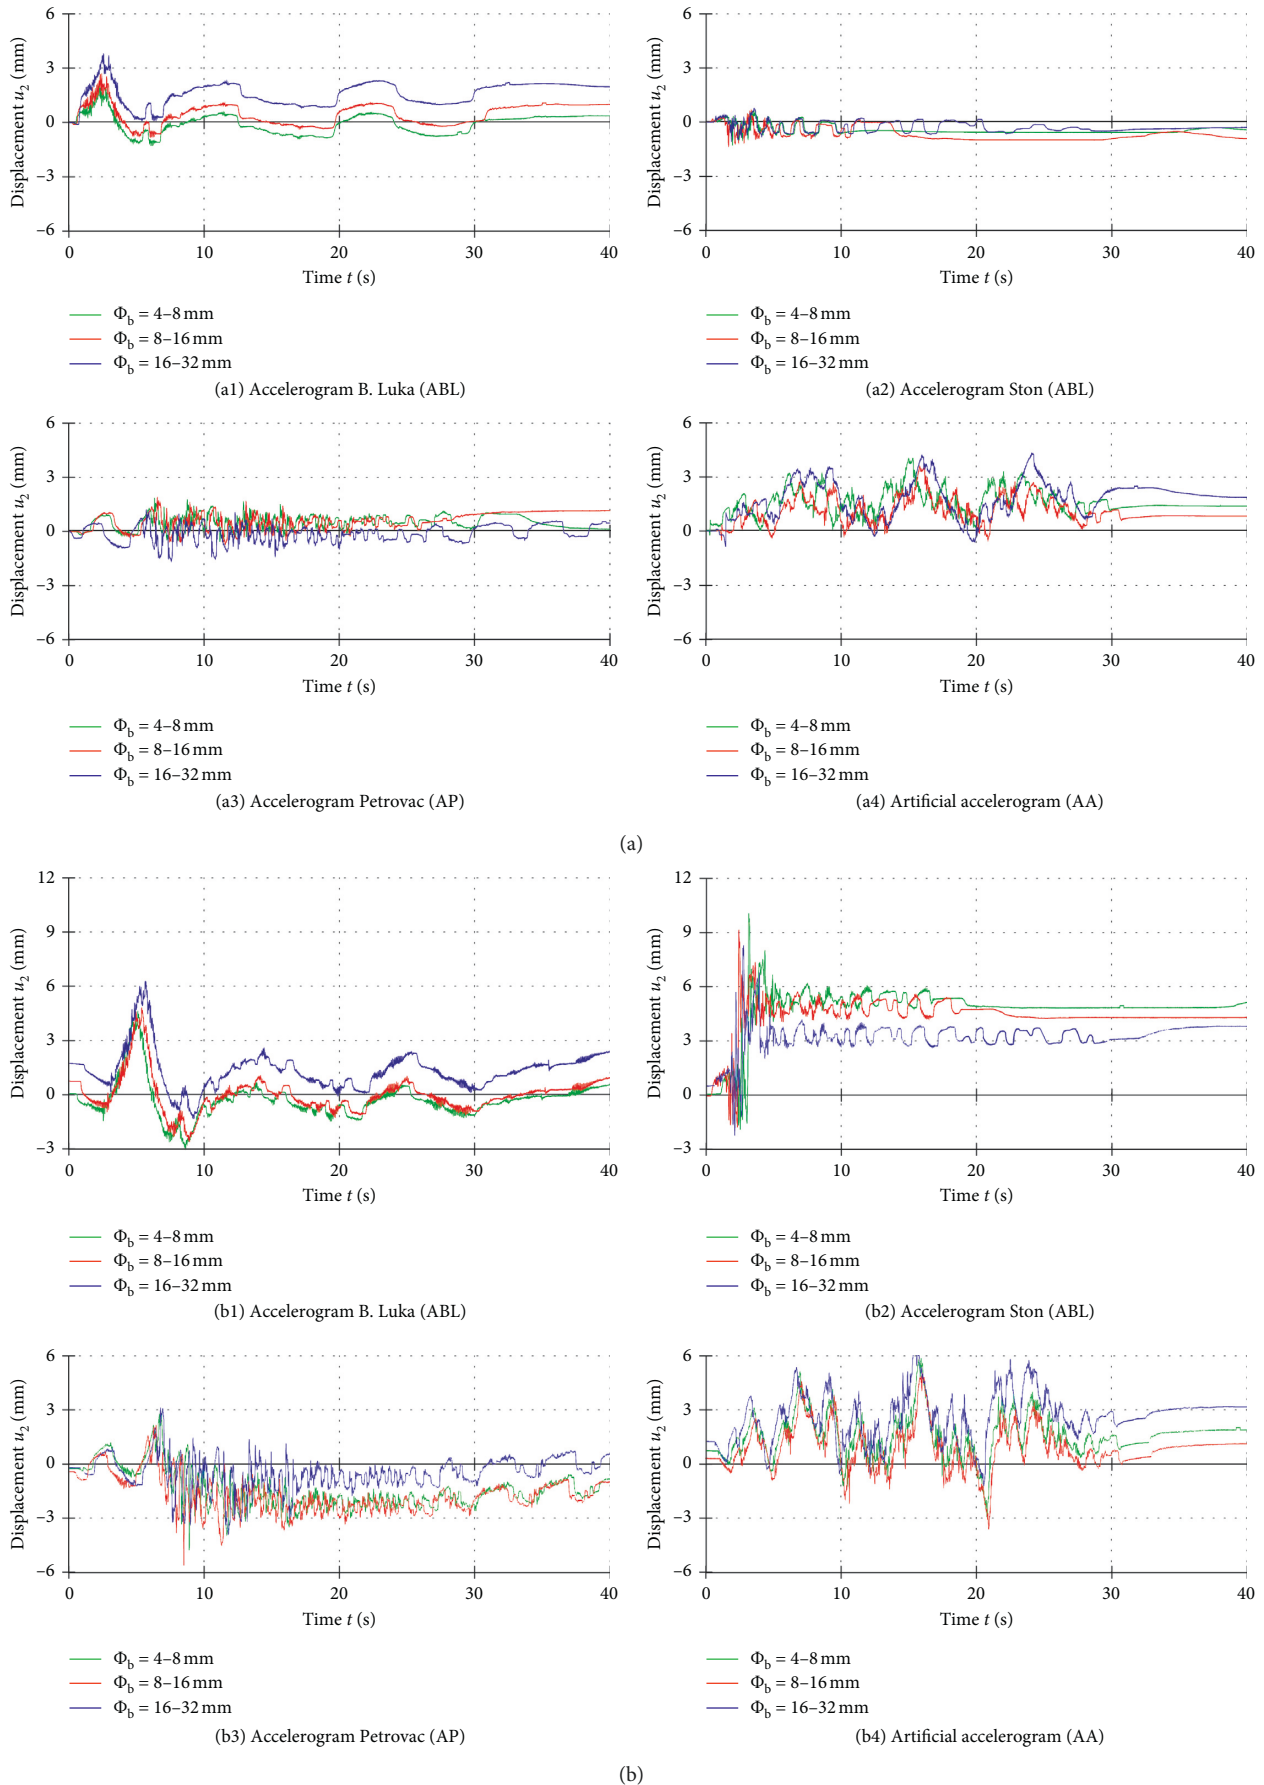 6
3
0
−3
−6
Displacement u2 (mm)
0 10 20 30 40
Time t (s)
Φb = 4–8 mm
Φb = 8–16 mm
Φb = 16–32 mm
(a1) Accelerogram B. Luka (ABL)
6
3
0
−3
−6
Displacement u2 (mm)
0 10 20 30 40
Time t (s)
Φb = 4–8 mm
Φb = 8–16 mm
Φb = 16–32 mm
(a2) Accelerogram Ston (ABL)
6
3
0
−3
−6
Displacement u2 (mm)
0 10 20 30 40
Time t (s)
Φb = 4–8 mm
Φb = 8–16 mm
Φb = 16–32 mm
(a3) Accelerogram Petrovac (AP)
6
3
0
−3
−6
Displacement u2 (mm)
0 10 20 30 40
Time t (s)
Φb = 4–8 mm
Φb = 8–16 mm
Φb = 16–32 mm
(a4) Artificial accelerogram (AA)
(a)
12
9
6
3
0
−3
Displacement u2 (mm)
0 10 20 30 40
Time t (s)
Φb = 4–8 mm
Φb = 8–16 mm
Φb = 16–32 mm
(b1) Accelerogram B. Luka (ABL)
12
9
6
3
0
−3
Displacement u2 (mm)
0 10 20 30 40
Time t (s)
Φb = 4–8 mm
Φb = 8–16 mm
Φb = 16–32 mm
(b2) Accelerogram Ston (ABL)
6
3
0
−3
−6
Displacement u2 (mm)
0 10 20 30 40
Time t (s)
Φb = 4–8 mm
Φb = 8–16 mm
Φb = 16–32 mm
(b3) Accelerogram Petrovac (AP)
6
3
0
−3
−6
Displacement u2 (mm)
0 10 20 30 40
Time t (s)
Φb = 4–8 mm
Φb = 8–16 mm
Φb = 16–32 mm
(b4) Artificial accelerogram (AA)
(b)